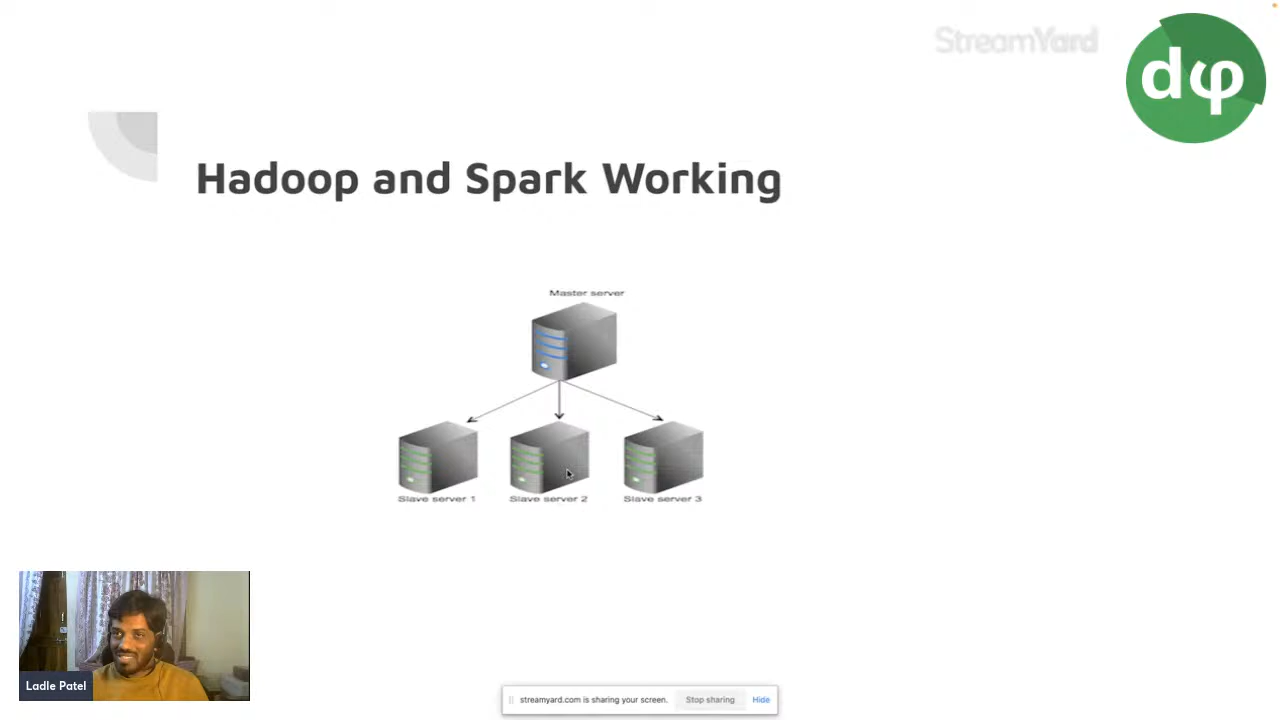 StreamYard
dφ
Hadoop and Spark Working
Master server
Slave server 1
Slave server 2
Slave server 3
Ladle Patel
streamyard.com is sharing your screen.
Stop sharing
Hide